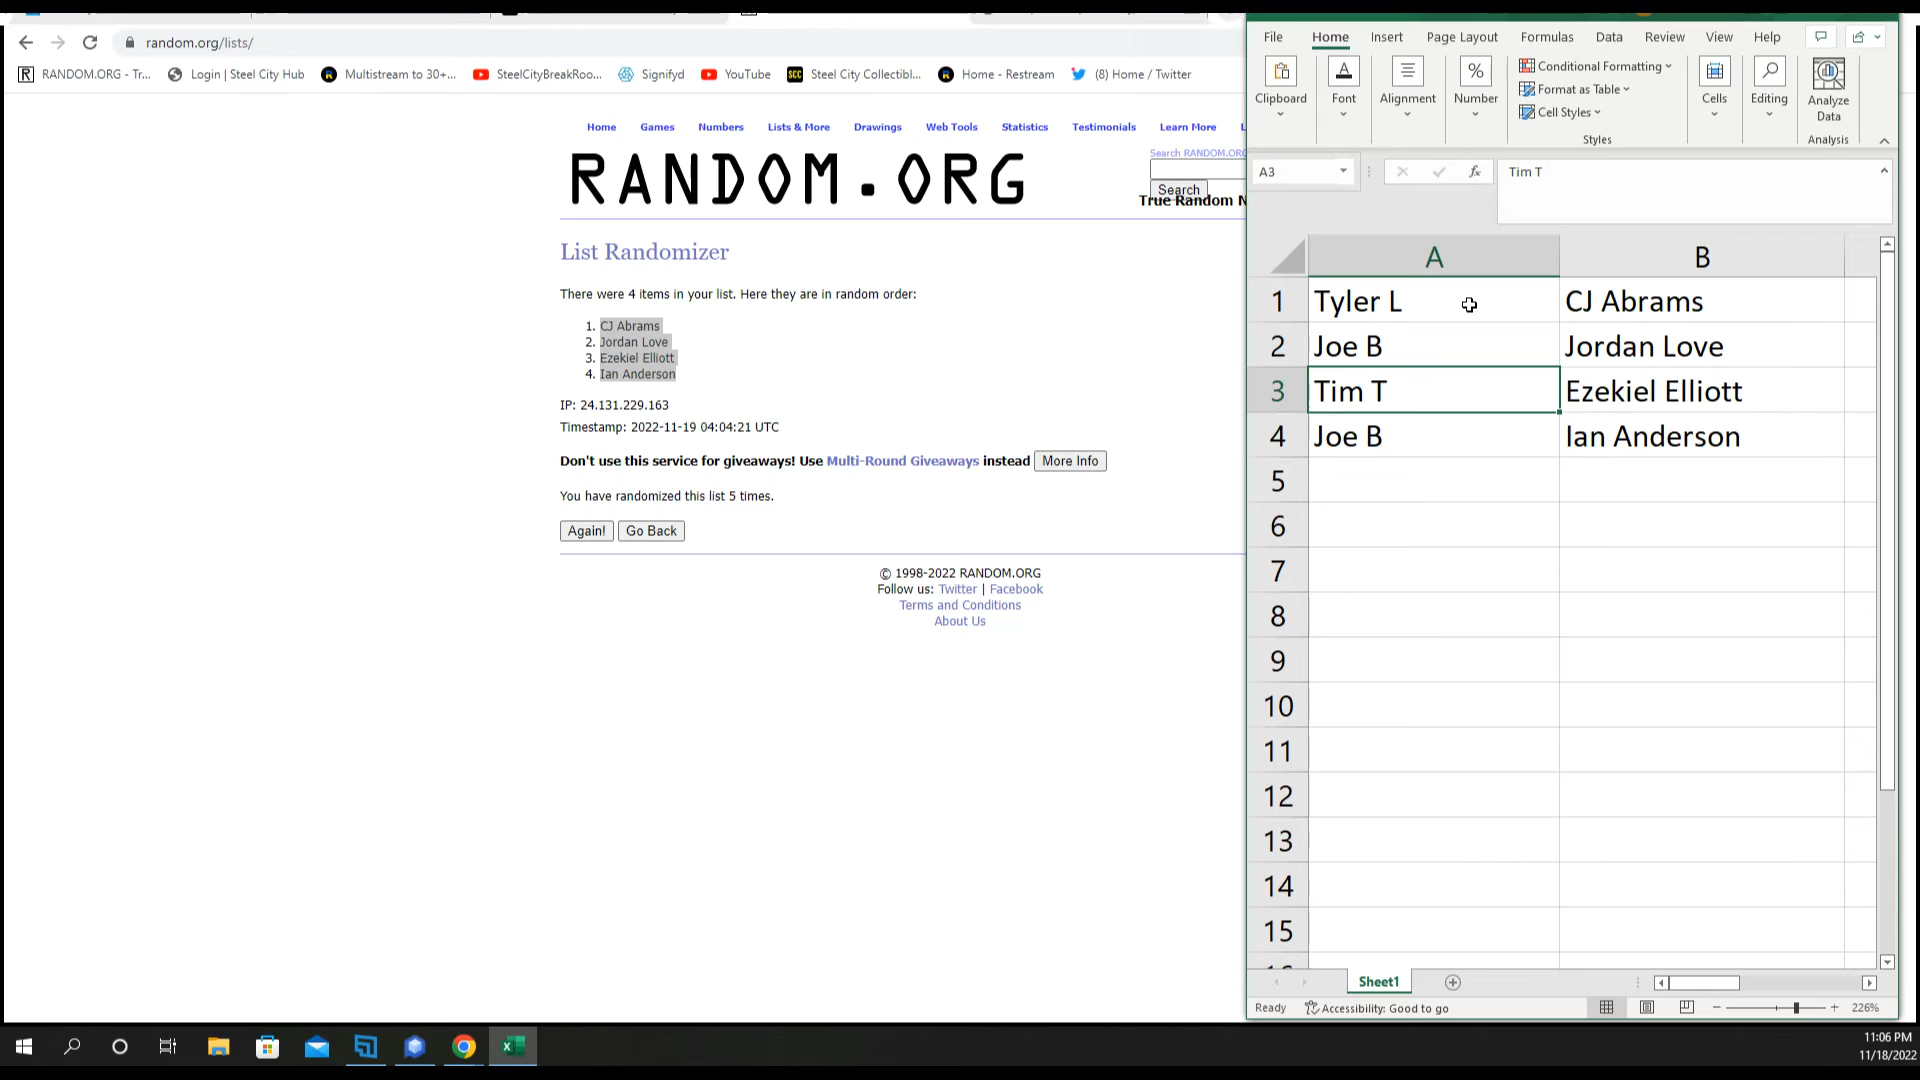 random.org/lists/
RANDOM.ORG - Tr...
Login | Steel City Hub
Multistream to 30+...
SteelCityBreakRoo...
Signifyd
YouTube
Steel City Collectibl...
Home - Restream
(8) Home / Twitter
Home Games Numbers Lists & More Drawings Web Tools Statistics Testimonials Learn More L
RANDOM.ORG
Search RANDOM.ORG
Search
True Random N
List Randomizer
There were 4 items in your list. Here they are in random order:
1. CJ Abrams
2. Jordan Love
3. Ezekiel Elliott
4. Ian Anderson
IP: 24.131.229.163
Timestamp: 2022-11-19 04:04:21 UTC
Don't use this service for giveaways! Use Multi-Round Giveaways instead More Info
You have randomized this list 5 times.
Again! Go Back
© 1998-2022 RANDOM.ORG
Follow us: Twitter | Facebook
Terms and Conditions
About Us
File Home Insert Page Layout Formulas Data Review View Help
Clipboard
Font
Alignment
Number
Conditional Formatting
Format as Table
Cell Styles
Styles
Cells
Editing
Analyze Data
Analysis
A3
fx
Tim T
A B
1 Tyler L CJ Abrams
2 Joe B Jordan Love
3 Tim T Ezekiel Elliott
4 Joe B Ian Anderson
5
6
7
8
9
10
11
12
13
14
15
Sheet1
Ready
Accessibility: Good to go
226%
11:06 PM
11/18/2022